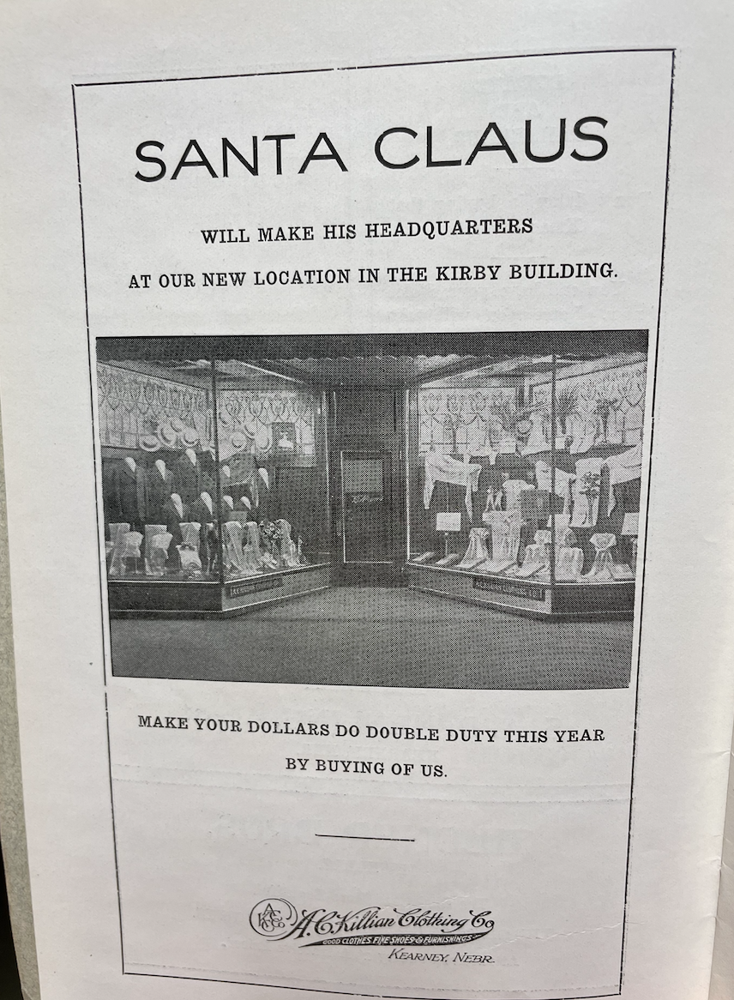 SANTA CLAUS
WILL MAKE HIS HEADQUARTERS
AT OUR NEW LOCATION IN THE KIRBY BUILDING.
MAKE YOUR DOLLARS DO DOUBLE DUTY THIS YEAR
BY BUYING OF US.
A.C. Killian Clothing Co
GOOD CLOTHES, FINE SHOES & FURNISHINGS
KEARNEY, NEBR.